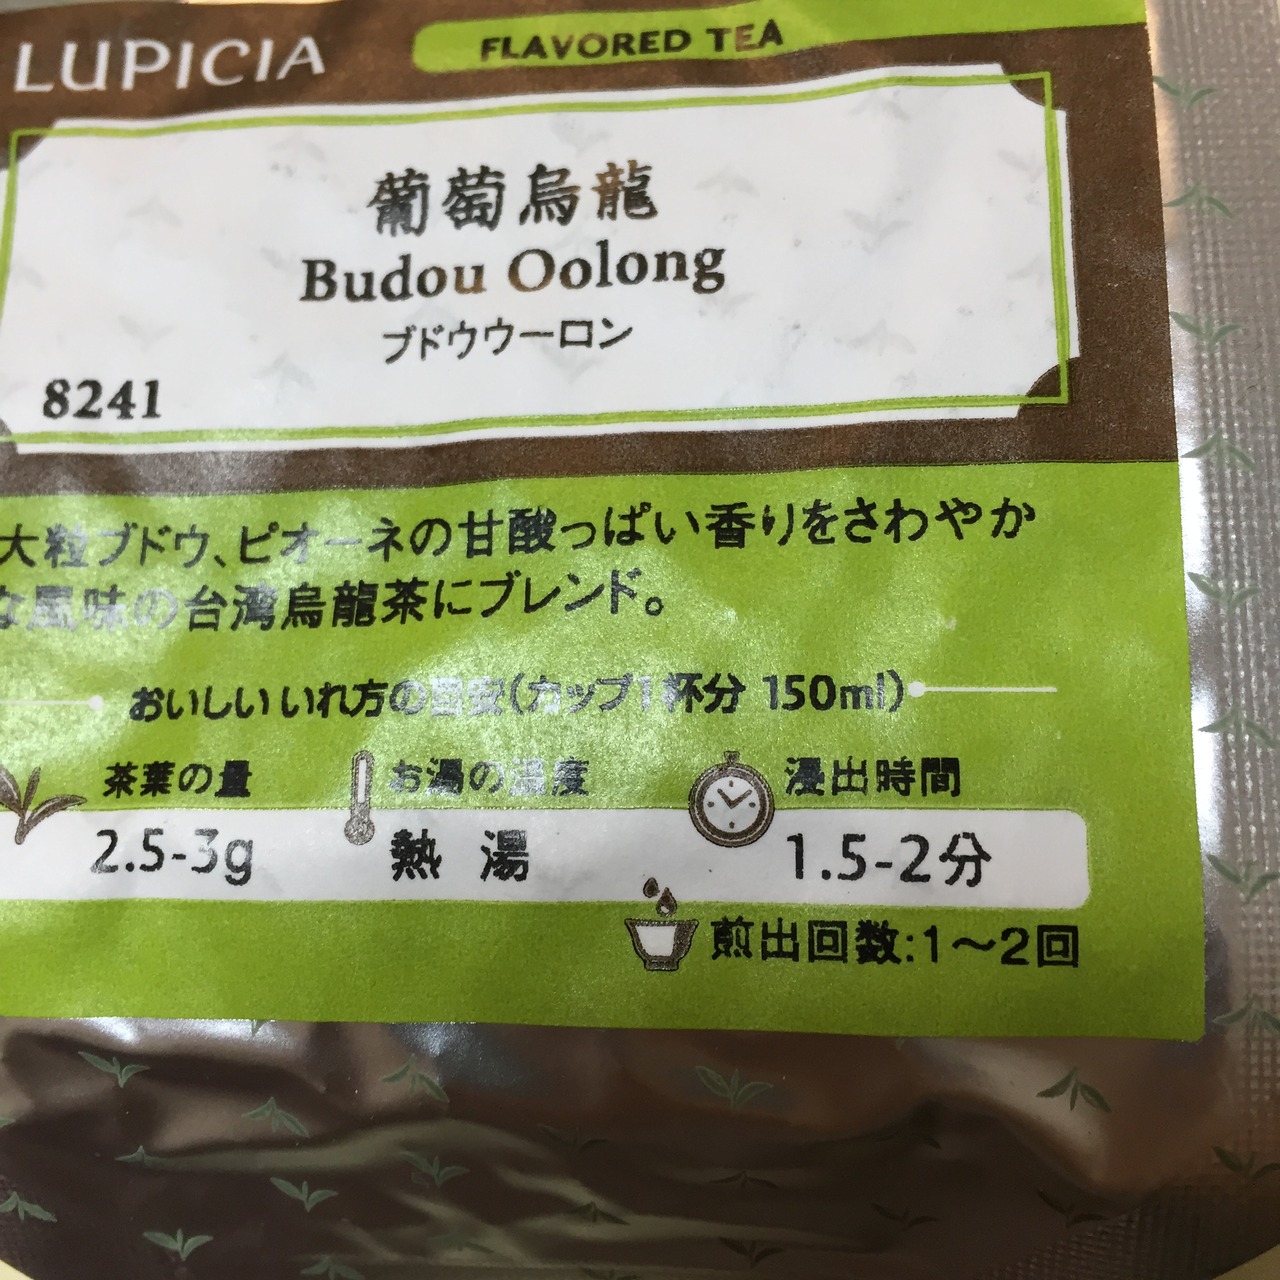 LUPICIA
FLAVORED TEA
葡萄烏龍
Budou Oolong
ブドウウーロン
8241
大粒ブドウ、ピオーネの甘酸っぱい香りをさわやか
な風味の台湾烏龍茶にブレンド。
おいしいいれ方の目安(カップ1杯分 150ml)
茶葉の量 お湯の温度 浸出時間
2.5-3g 熱湯 1.5-2分
煎出回数:1〜2回